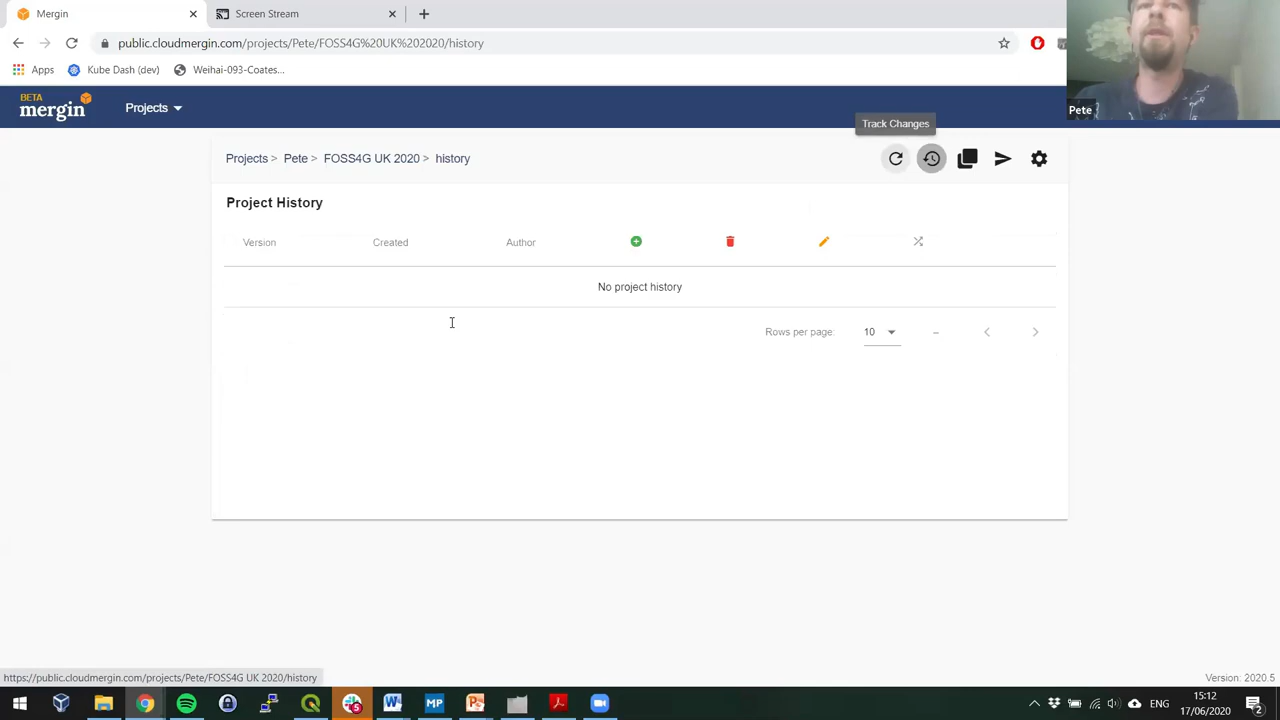 Mergin
Screen Stream
public.cloudmergin.com/projects/Pete/FOSS4G%20UK%202020/history
Apps
Kube Dash (dev)
Weihai-093-Coates...
Pete
BETA
mergin
Projects
Track Changes
Projects > Pete > FOSS4G UK 2020 > history
Project History
Version Created Author
No project history
Rows per page: 10 –
https://public.cloudmergin.com/projects/Pete/FOSS4G UK 2020/history
Version: 2020.5
5
W
MP
P
ENG
15:12
17/06/2020
2